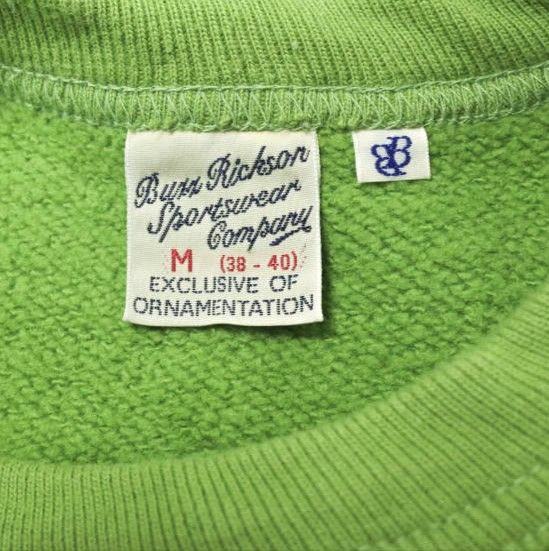 Buzz Rickson
Sportswear
Company
M (38 - 40)
EXCLUSIVE OF
ORNAMENTATION